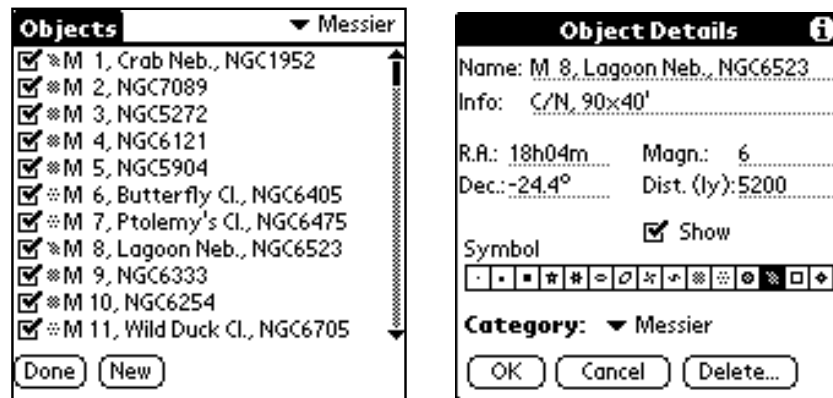 Objects
Messier
M 1, Crab Neb., NGC1952
M 2, NGC7089
M 3, NGC5272
M 4, NGC6121
M 5, NGC5904
M 6, Butterfly Cl., NGC6405
M 7, Ptolemy's Cl., NGC6475
M 8, Lagoon Neb., NGC6523
M 9, NGC6333
M 10, NGC6254
M 11, Wild Duck Cl., NGC6705
Done New
Object Details
Name: M 8, Lagoon Neb., NGC6523
Info: C/N, 90×40'
R.A.: 18h04m Magn.: 6
Dec.: -24.4° Dist. (ly): 5200
Show
Symbol
Category: Messier
OK Cancel Delete...